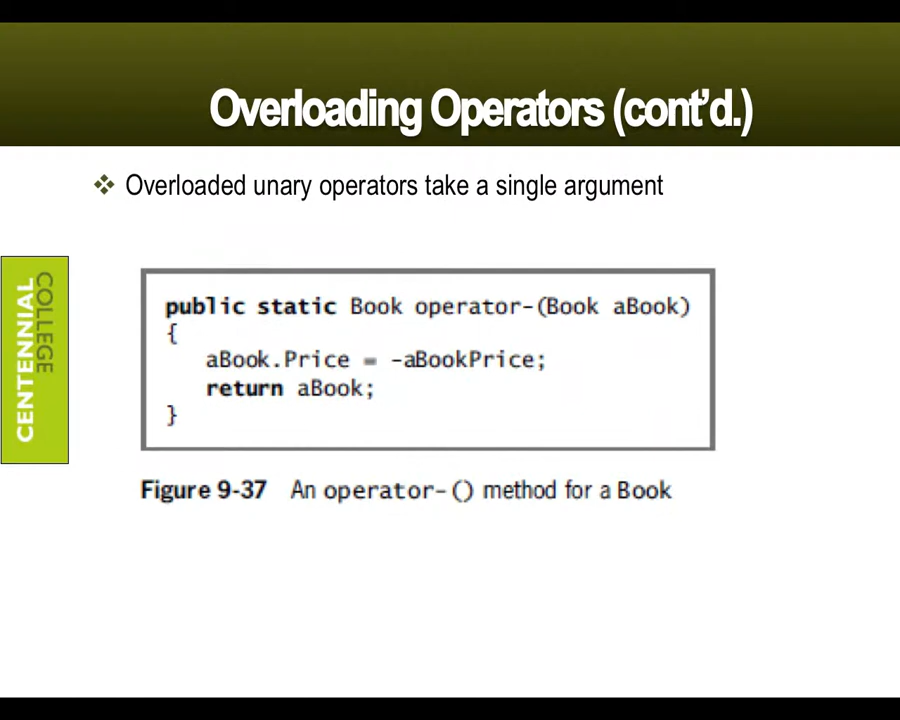 Overloading Operators (cont'd.)
Overloaded unary operators take a single argument
CENTENNIAL
COLLEGE
public static Book operator-(Book aBook)
{
aBook.Price = -aBookPrice;
return aBook;
}
Figure 9-37 An operator-() method for a Book